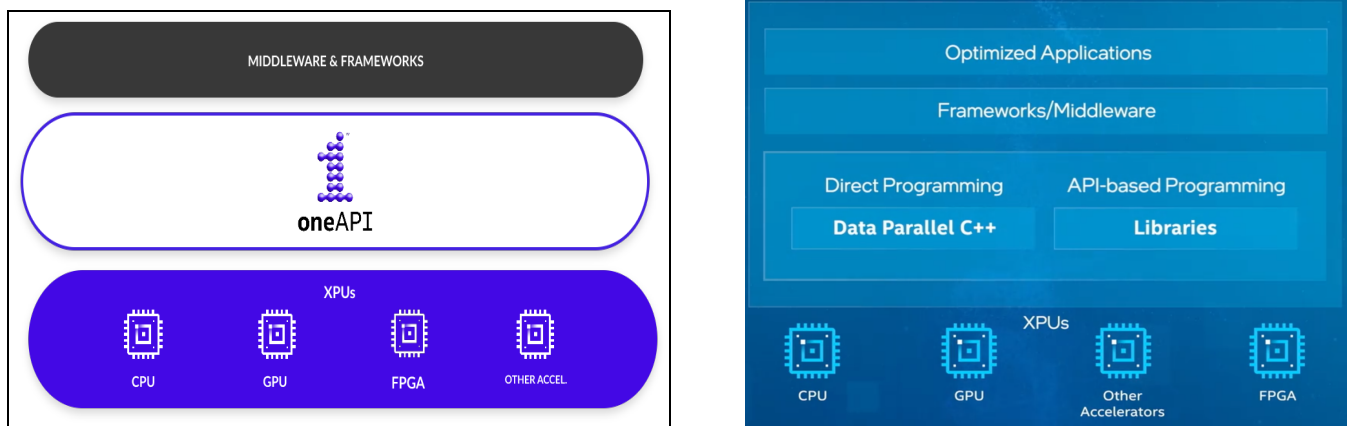 MIDDLEWARE & FRAMEWORKS
™
oneAPI
XPUs
CPU
GPU
FPGA
OTHER ACCEL.
Optimized Applications
Frameworks/Middleware
Direct Programming
API-based Programming
Data Parallel C++
Libraries
XPUs
CPU
GPU
Other
Accelerators
FPGA